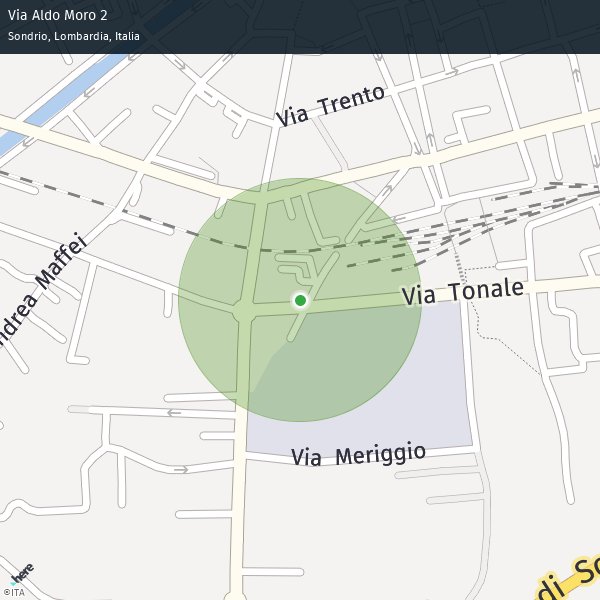 Via Aldo Moro 2
Sondrio, Lombardia, Italia
Via Trento
ndrea Maffei
Via Tonale
Via Meriggio
di So
here
©ITA